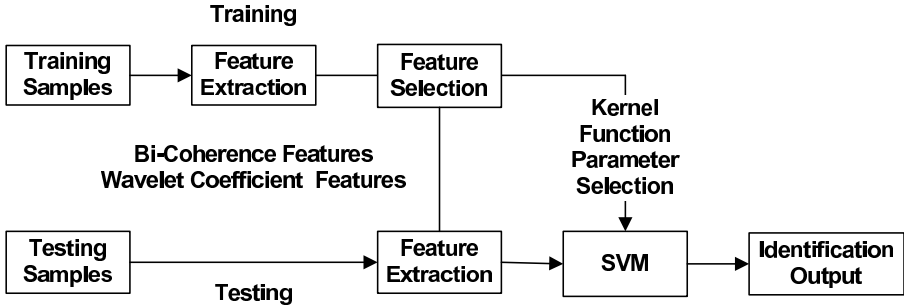 Training
Training
Samples
Feature
Extraction
Feature
Selection
Kernel
Function
Parameter
Selection
Bi-Coherence Features
Wavelet Coefficient Features
Testing
Samples
Feature
Extraction
SVM
Identification
Output
Testing